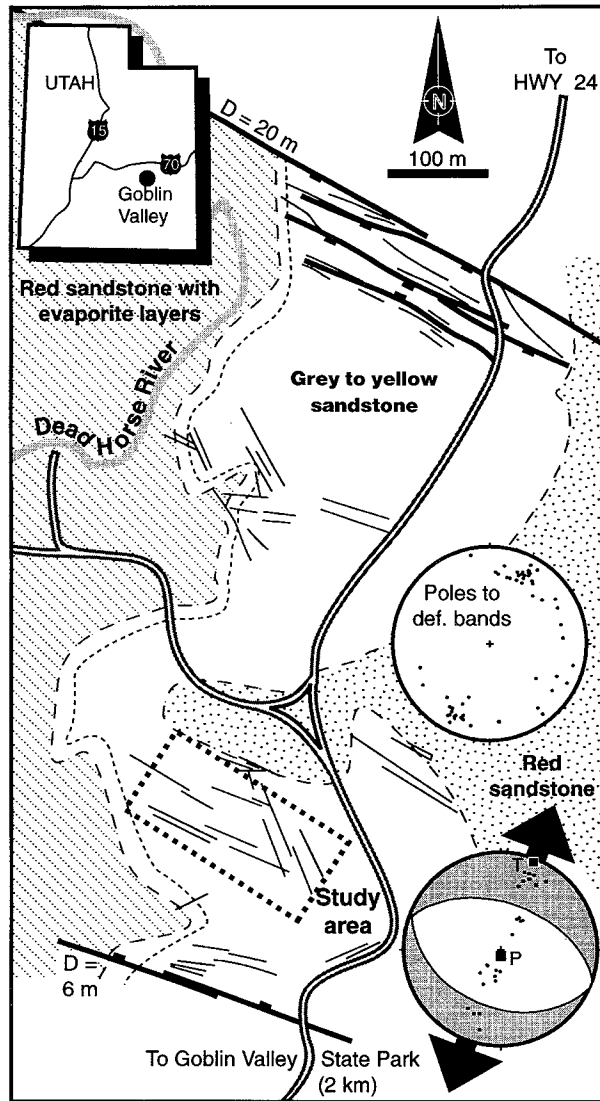 UTAH
15
70
Goblin
Valley
D = 20 m
N
100 m
To
HWY 24
Red sandstone with
evaporite layers
Dead Horse River
Grey to yellow
sandstone
Poles to
def. bands
+
Red
sandstone
T
P
Study
area
D =
6 m
To Goblin Valley State Park
(2 km)